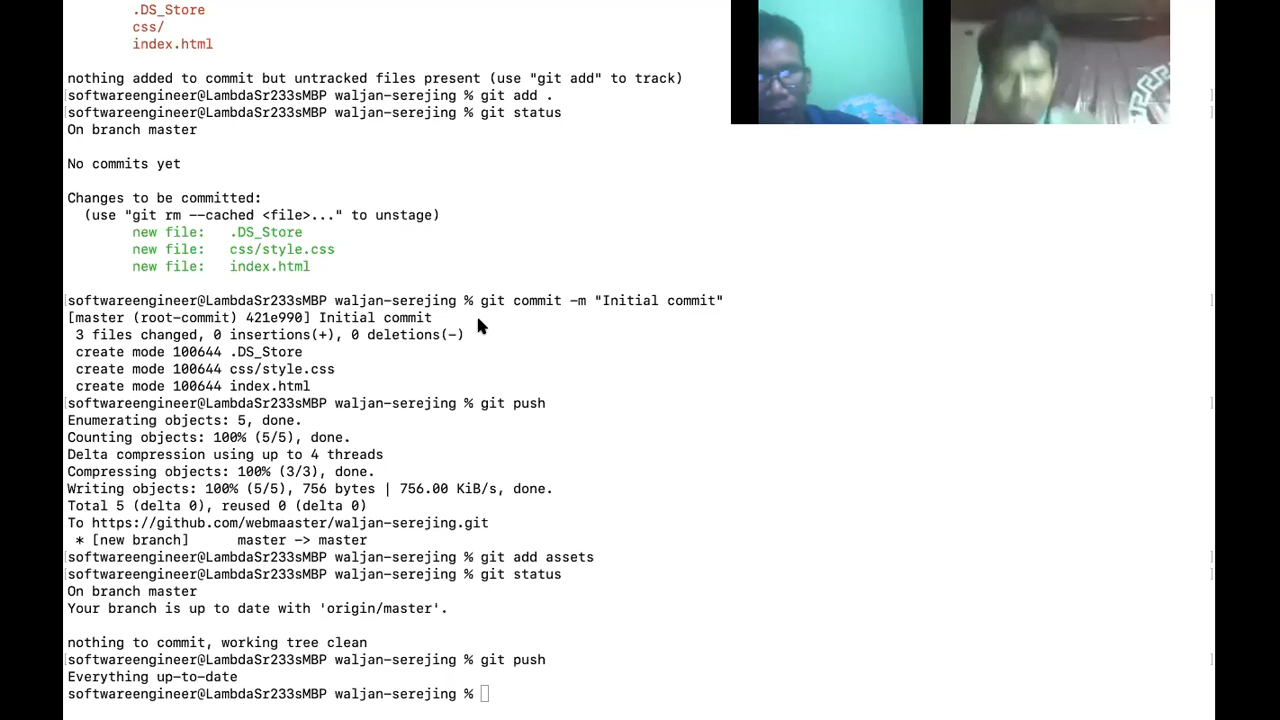 .DS_Store
css/
index.html
nothing added to commit but untracked files present (use "git add" to track)
[softwareengineer@LambdaSr233sMBP waljan-serejing % git add . ]
[softwareengineer@LambdaSr233sMBP waljan-serejing % git status ]
On branch master
No commits yet
Changes to be committed:
(use "git rm --cached <file>..." to unstage)
new file: .DS_Store
new file: css/style.css
new file: index.html
[softwareengineer@LambdaSr233sMBP waljan-serejing % git commit -m "Initial commit" ]
[master (root-commit) 421e990] Initial commit
3 files changed, 0 insertions(+), 0 deletions(-)
create mode 100644 .DS_Store
create mode 100644 css/style.css
create mode 100644 index.html
[softwareengineer@LambdaSr233sMBP waljan-serejing % git push ]
Enumerating objects: 5, done.
Counting objects: 100% (5/5), done.
Delta compression using up to 4 threads
Compressing objects: 100% (3/3), done.
Writing objects: 100% (5/5), 756 bytes | 756.00 KiB/s, done.
Total 5 (delta 0), reused 0 (delta 0)
To https://github.com/webmaaster/waljan-serejing.git
* [new branch] master -> master
[softwareengineer@LambdaSr233sMBP waljan-serejing % git add assets ]
[softwareengineer@LambdaSr233sMBP waljan-serejing % git status ]
On branch master
Your branch is up to date with 'origin/master'.
nothing to commit, working tree clean
[softwareengineer@LambdaSr233sMBP waljan-serejing % git push ]
Everything up-to-date
softwareengineer@LambdaSr233sMBP waljan-serejing %